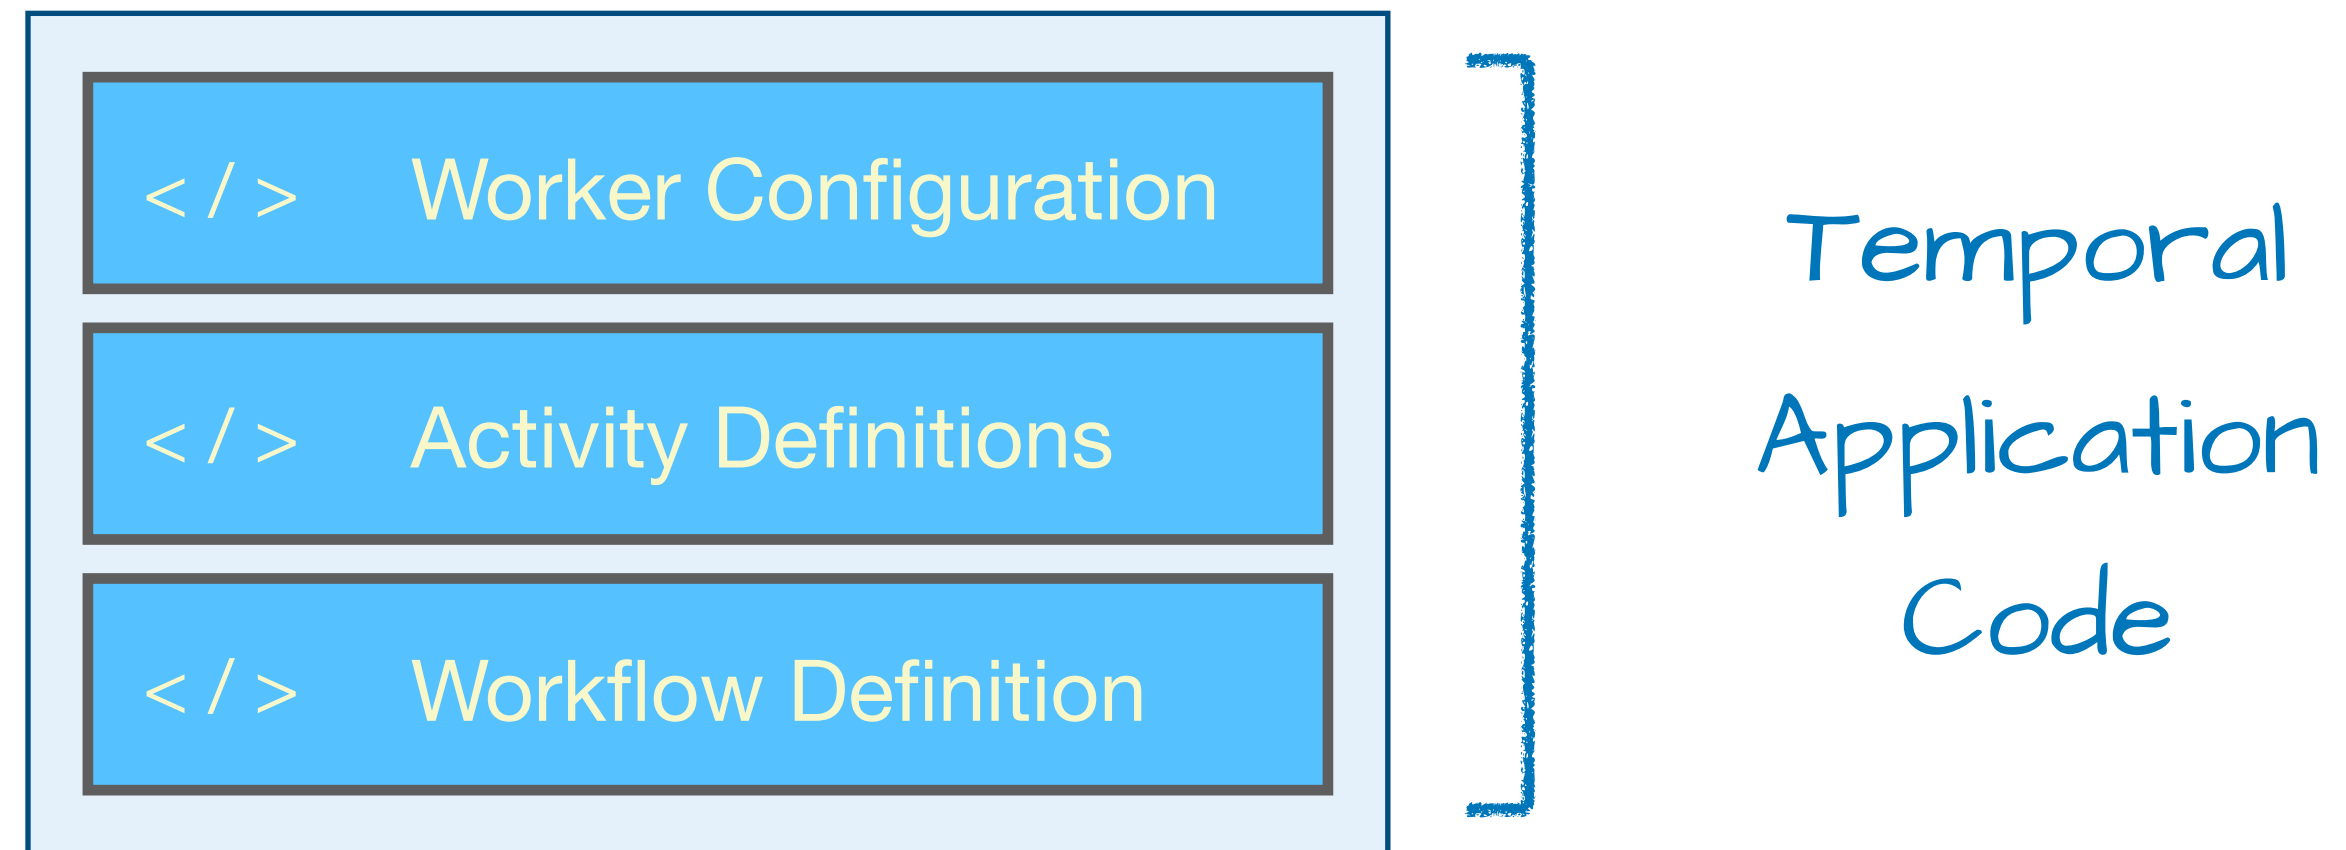 </> Worker Configuration
</> Activity Definitions
</> Workflow Definition
Temporal
Application
Code